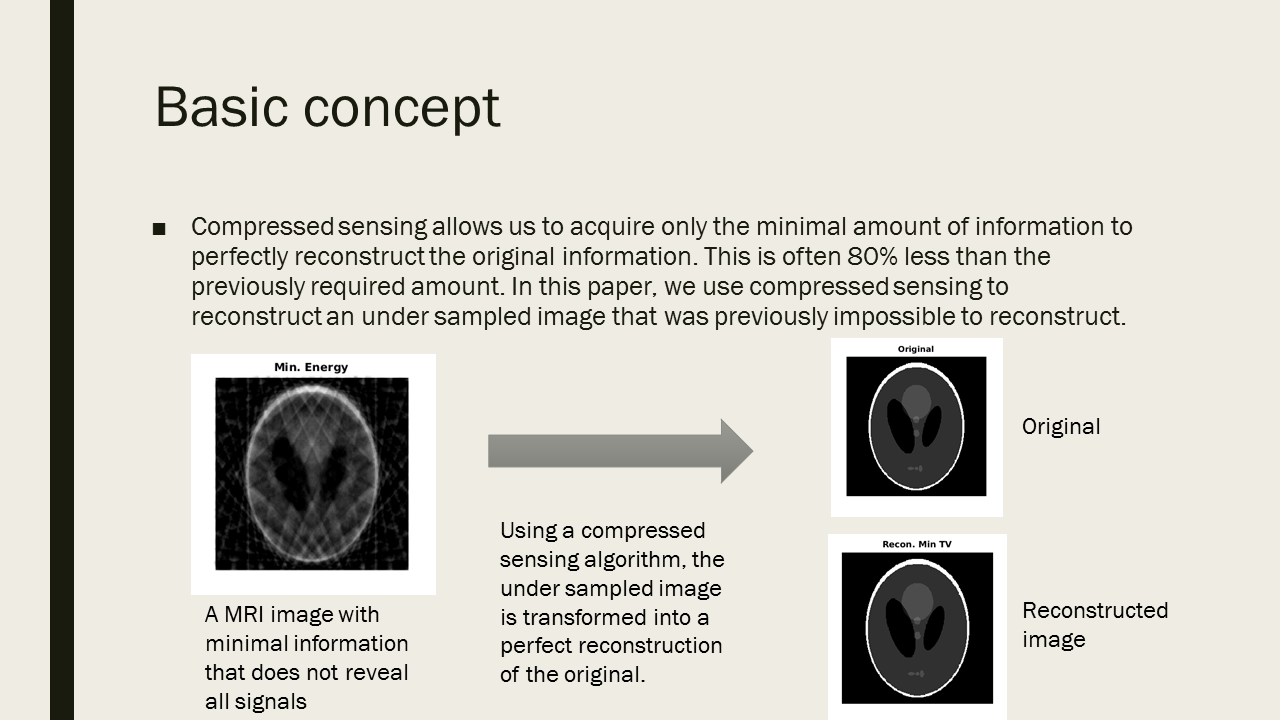 Basic concept
■ Compressed sensing allows us to acquire only the minimal amount of information to
perfectly reconstruct the original information. This is often 80% less than the
previously required amount. In this paper, we use compressed sensing to
reconstruct an under sampled image that was previously impossible to reconstruct.
Min. Energy
A MRI image with
minimal information
that does not reveal
all signals
Using a compressed
sensing algorithm, the
under sampled image
is transformed into a
perfect reconstruction
of the original.
Original
Original
Recon. Min TV
Reconstructed
image